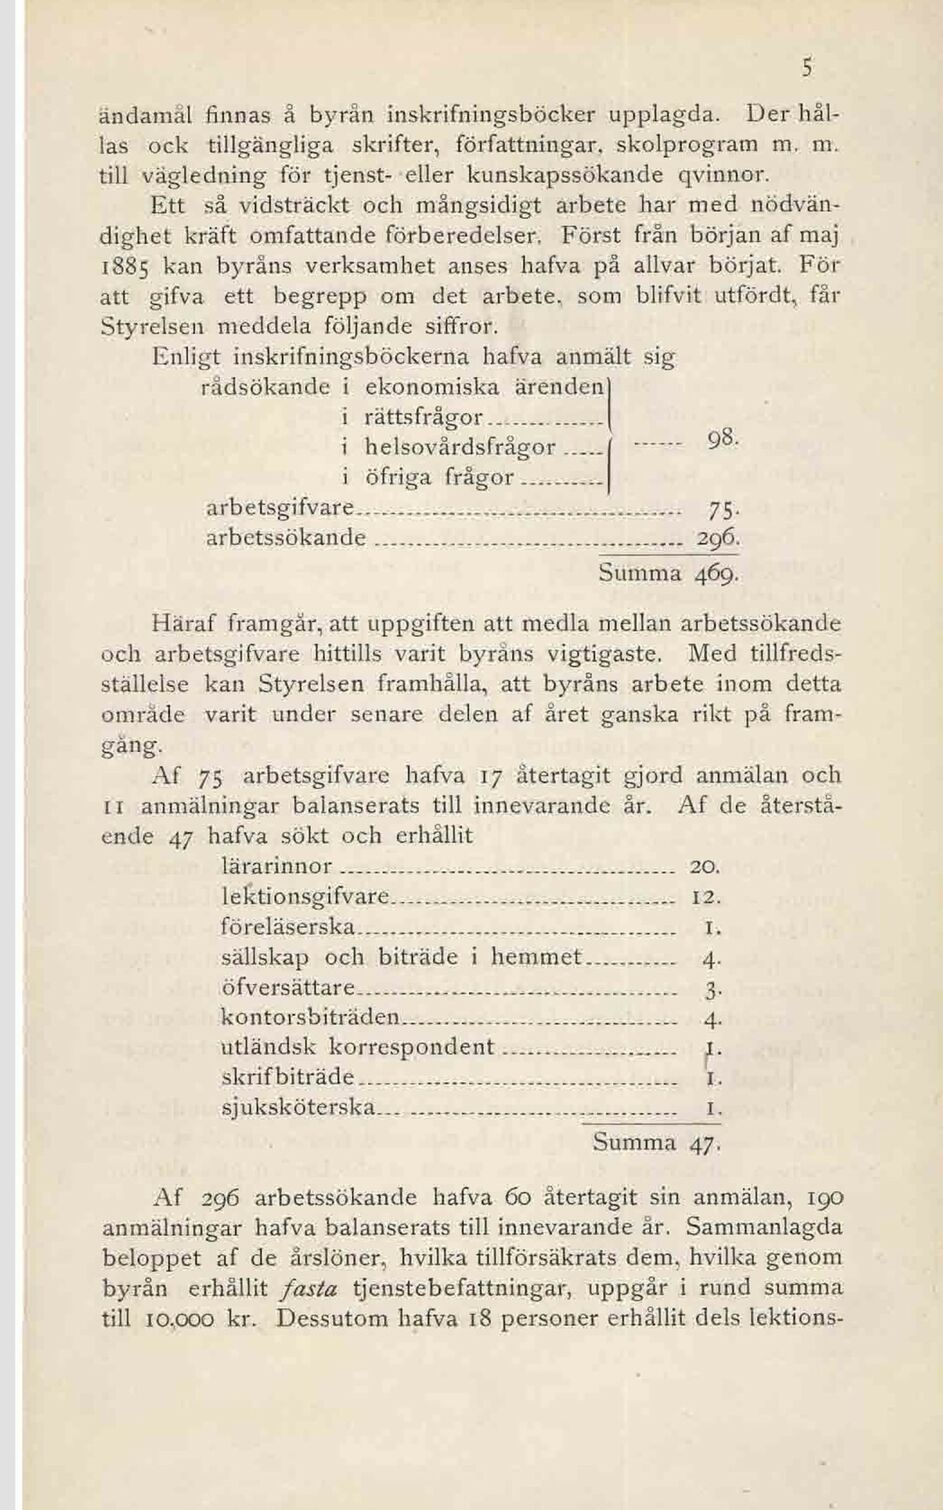 5
ändamål finnas å byrån inskrifningsböcker upplagda. Der hål-
las ock tillgängliga skrifter, författningar, skolprogram m. m.
till vägledning för tjenst- eller kunskapssökande qvinnor.
Ett så vidsträckt och mångsidigt arbete har med nödvän-
dighet kräft omfattande förberedelser. Först från början af maj
1885 kan byråns verksamhet anses hafva på allvar börjat. För
att gifva ett begrepp om det arbete, som blifvit utfördt, får
Styrelsen meddela följande siffror.
Enligt inskrifningsböckerna hafva anmält sig
rådsökande i ekonomiska ärenden
i rättsfrågor
i helsovårdsfrågor ----- 98.
i öfriga frågor
arbetsgifvare 75.
arbetssökande 296.
Summa 469.
Häraf framgår, att uppgiften att medla mellan arbetssökande
och arbetsgifvare hittills varit byråns vigtigaste. Med tillfreds-
ställelse kan Styrelsen framhålla, att byråns arbete inom detta
område varit under senare delen af året ganska rikt på fram-
gång.
Af 75 arbetsgifvare hafva 17 återtagit gjord anmälan och
11 anmälningar balanserats till innevarande år. Af de återstå-
ende 47 hafva sökt och erhållit
lärarinnor 20.
lektionsgifvare 12.
föreläserska 1.
sällskap och biträde i hemmet 4.
öfversättare 3.
kontorsbiträden 4.
utländsk korrespondent 1.
skrifbiträde 1.
sjuksköterska 1.
Summa 47.
Af 296 arbetssökande hafva 60 återtagit sin anmälan, 190
anmälningar hafva balanserats till innevarande år. Sammanlagda
beloppet af de årslöner, hvilka tillförsäkrats dem, hvilka genom
byrån erhållit fasta tjenstebefattningar, uppgår i rund summa
till 10,000 kr. Dessutom hafva 18 personer erhållit dels lektions-